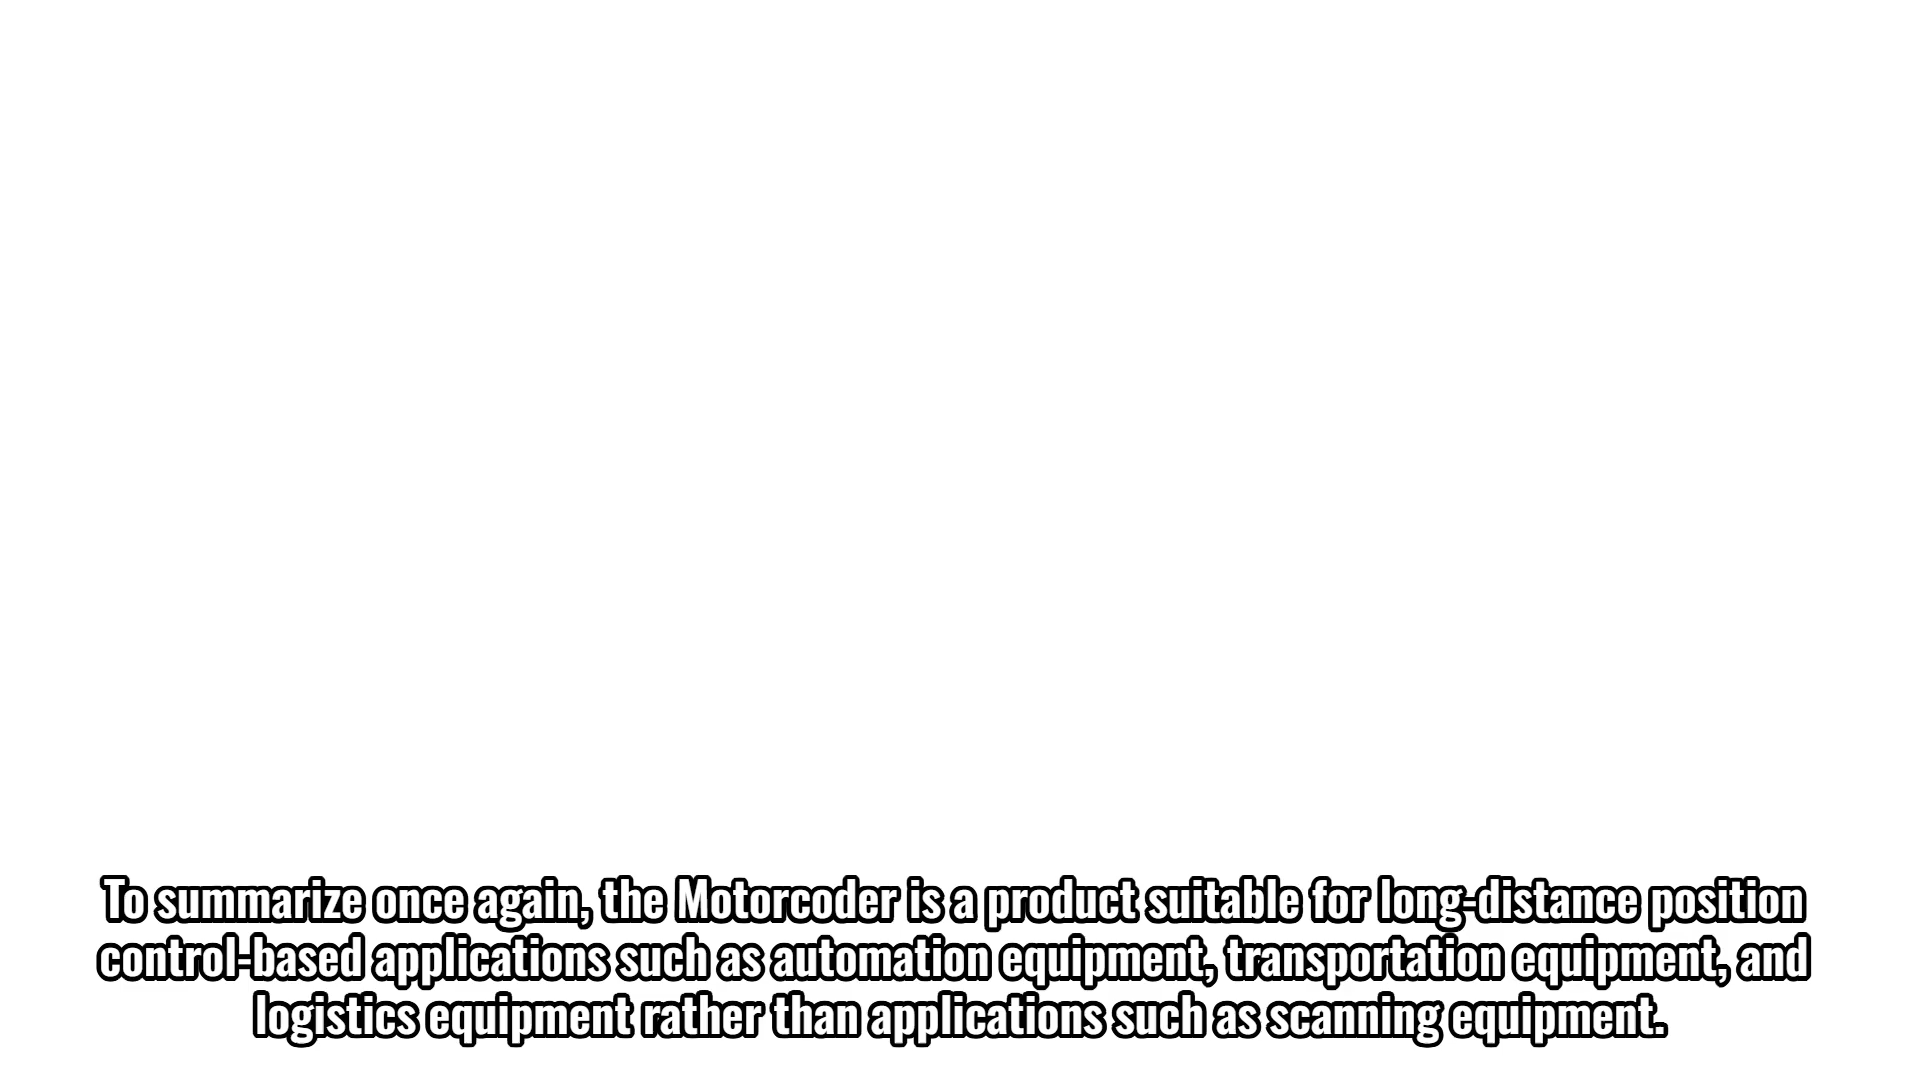 To summarize once again, the Motorcoder is a product suitable for long-distance position
control-based applications such as automation equipment, transportation equipment, and
logistics equipment rather than applications such as scanning equipment.